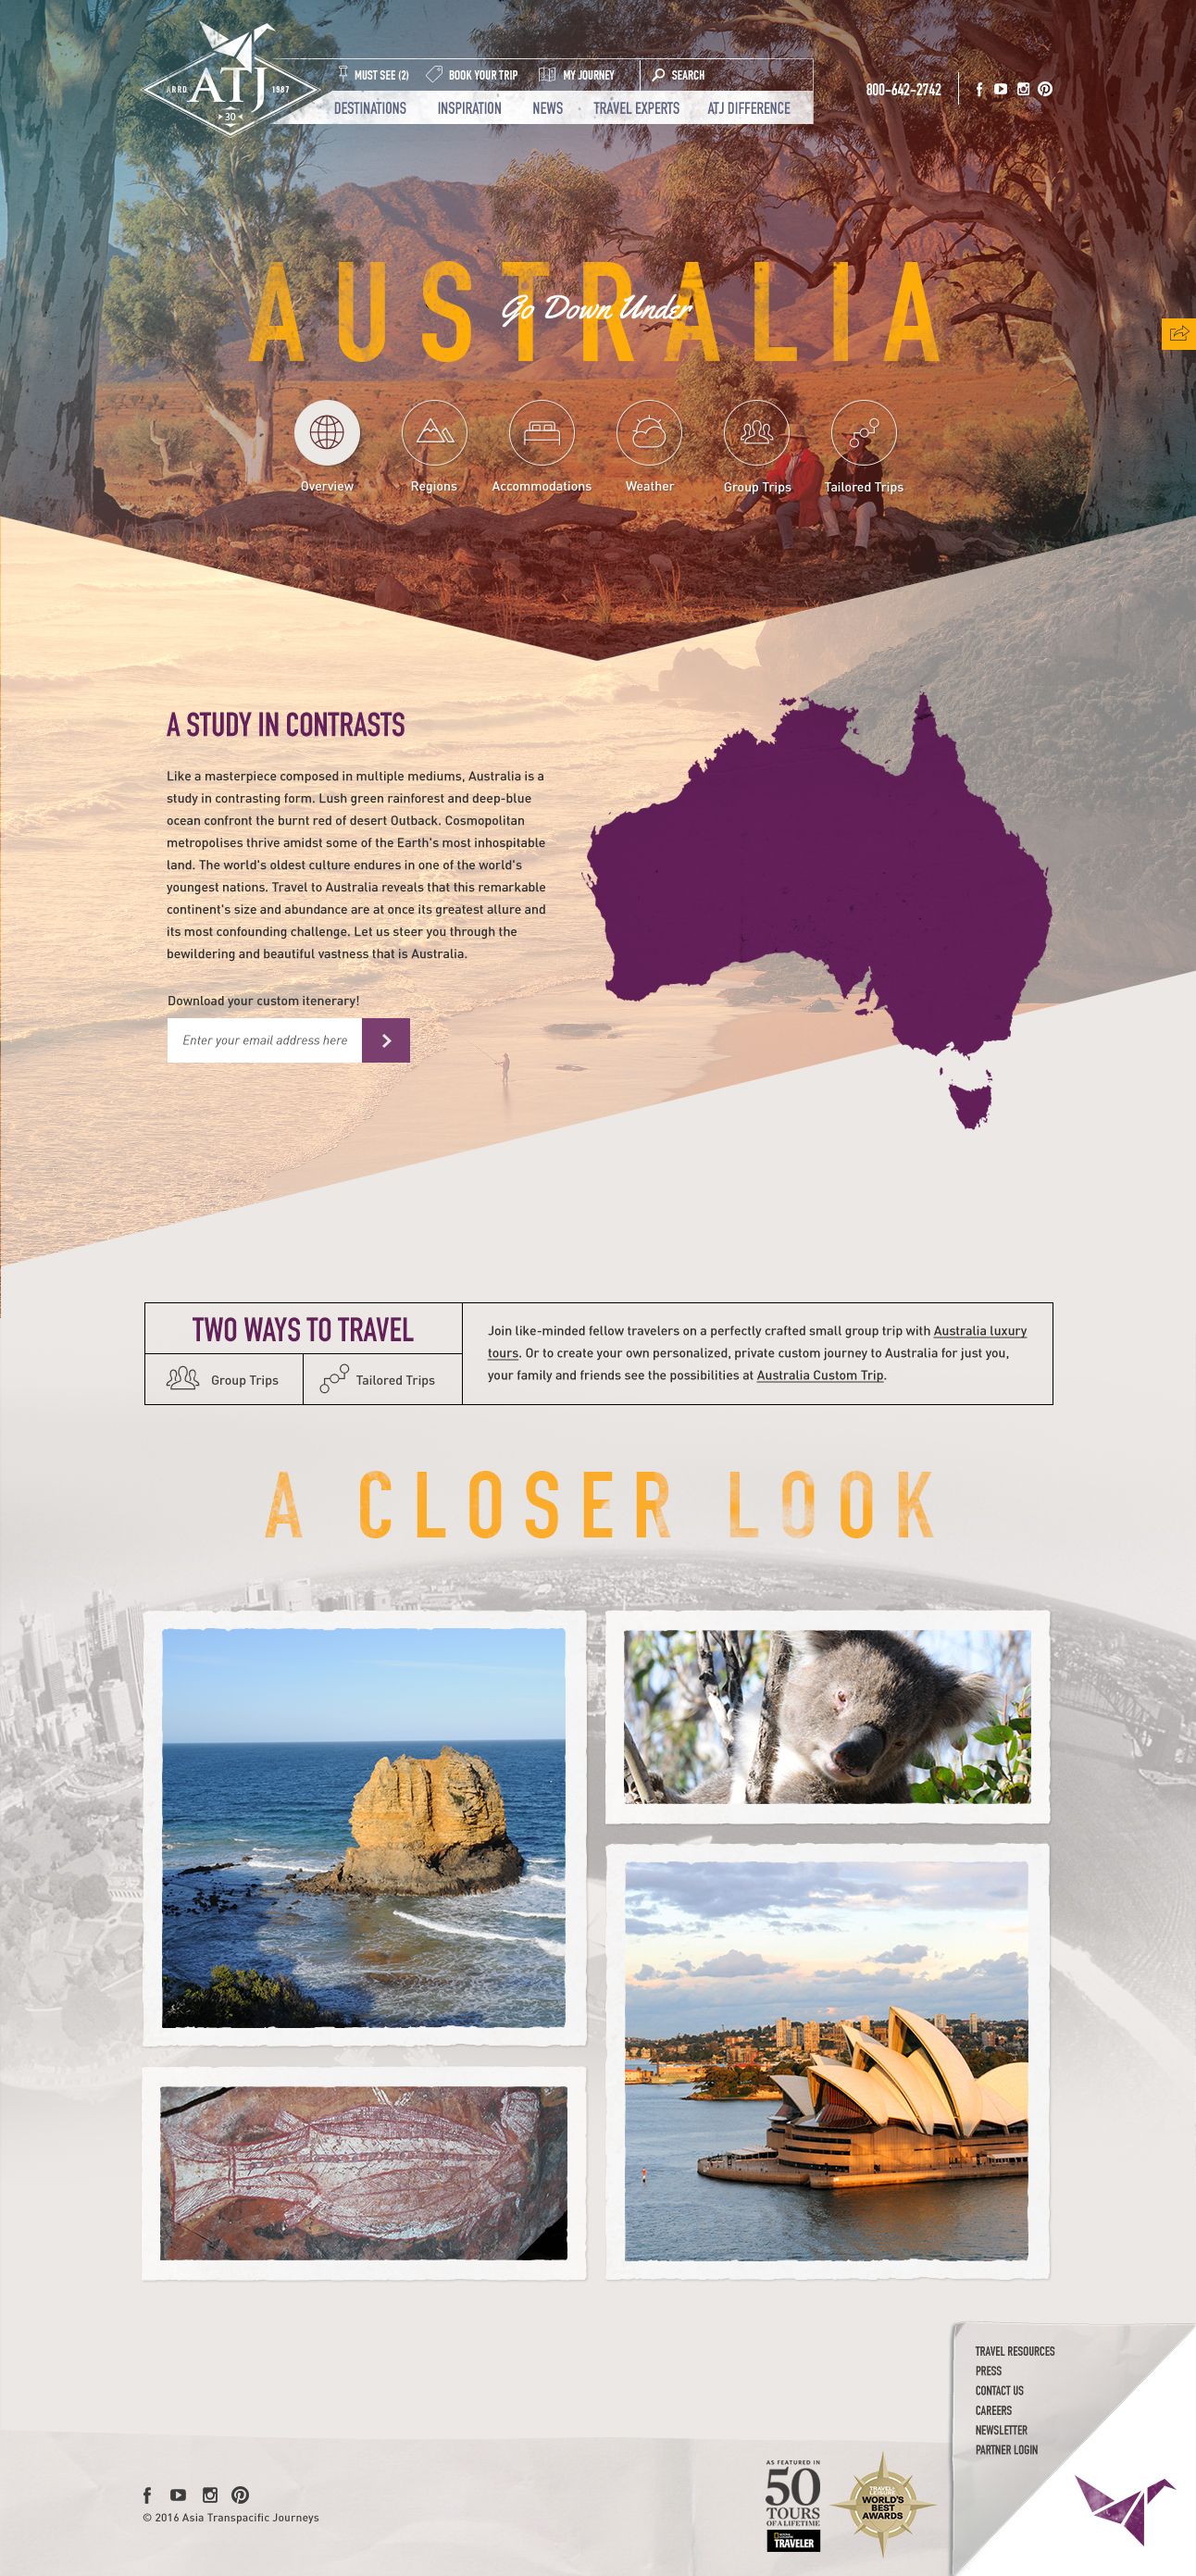 MUST SEE (2)
BOOK YOUR TRIP
MY JOURNEY
SEARCH
ATJ
1987
30
DESTINATIONS
INSPIRATION
NEWS
TRAVEL EXPERTS
ATJ DIFFERENCE
800-642-2742
AUSTRALIA
Go Down Under
Overview
Regions
Accommodations
Weather
Group Trips
Tailored Trips
A STUDY IN CONTRASTS
Like a masterpiece composed in multiple mediums, Australia is a
study in contrasting form. Lush green rainforest and deep-blue
ocean confront the burnt red of desert Outback. Cosmopolitan
metropolises thrive amidst some of the Earth's most inhospitable
land. The world's oldest culture endures in one of the world's
youngest nations. Travel to Australia reveals that this remarkable
continent's size and abundance are at once its greatest allure and
its most confounding challenge. Let us steer you through the
bewildering and beautiful vastness that is Australia.
Download your custom itenerary!
Enter your email address here
TWO WAYS TO TRAVEL
Group Trips
Tailored Trips
Join like-minded fellow travelers on a perfectly crafted small group trip with Australia luxury
tours. Or to create your own personalized, private custom journey to Australia for just you,
your family and friends see the possibilities at Australia Custom Trip.
A CLOSER LOOK
TRAVEL RESOURCES
PRESS
CONTACT US
CAREERS
NEWSLETTER
PARTNER LOGIN
AS FEATURED IN
50
TOURS
OF A LIFETIME
NATIONAL GEOGRAPHIC
TRAVELER
TRAVEL+
LEISURE
WORLD'S
BEST
AWARDS
© 2016 Asia Transpacific Journeys